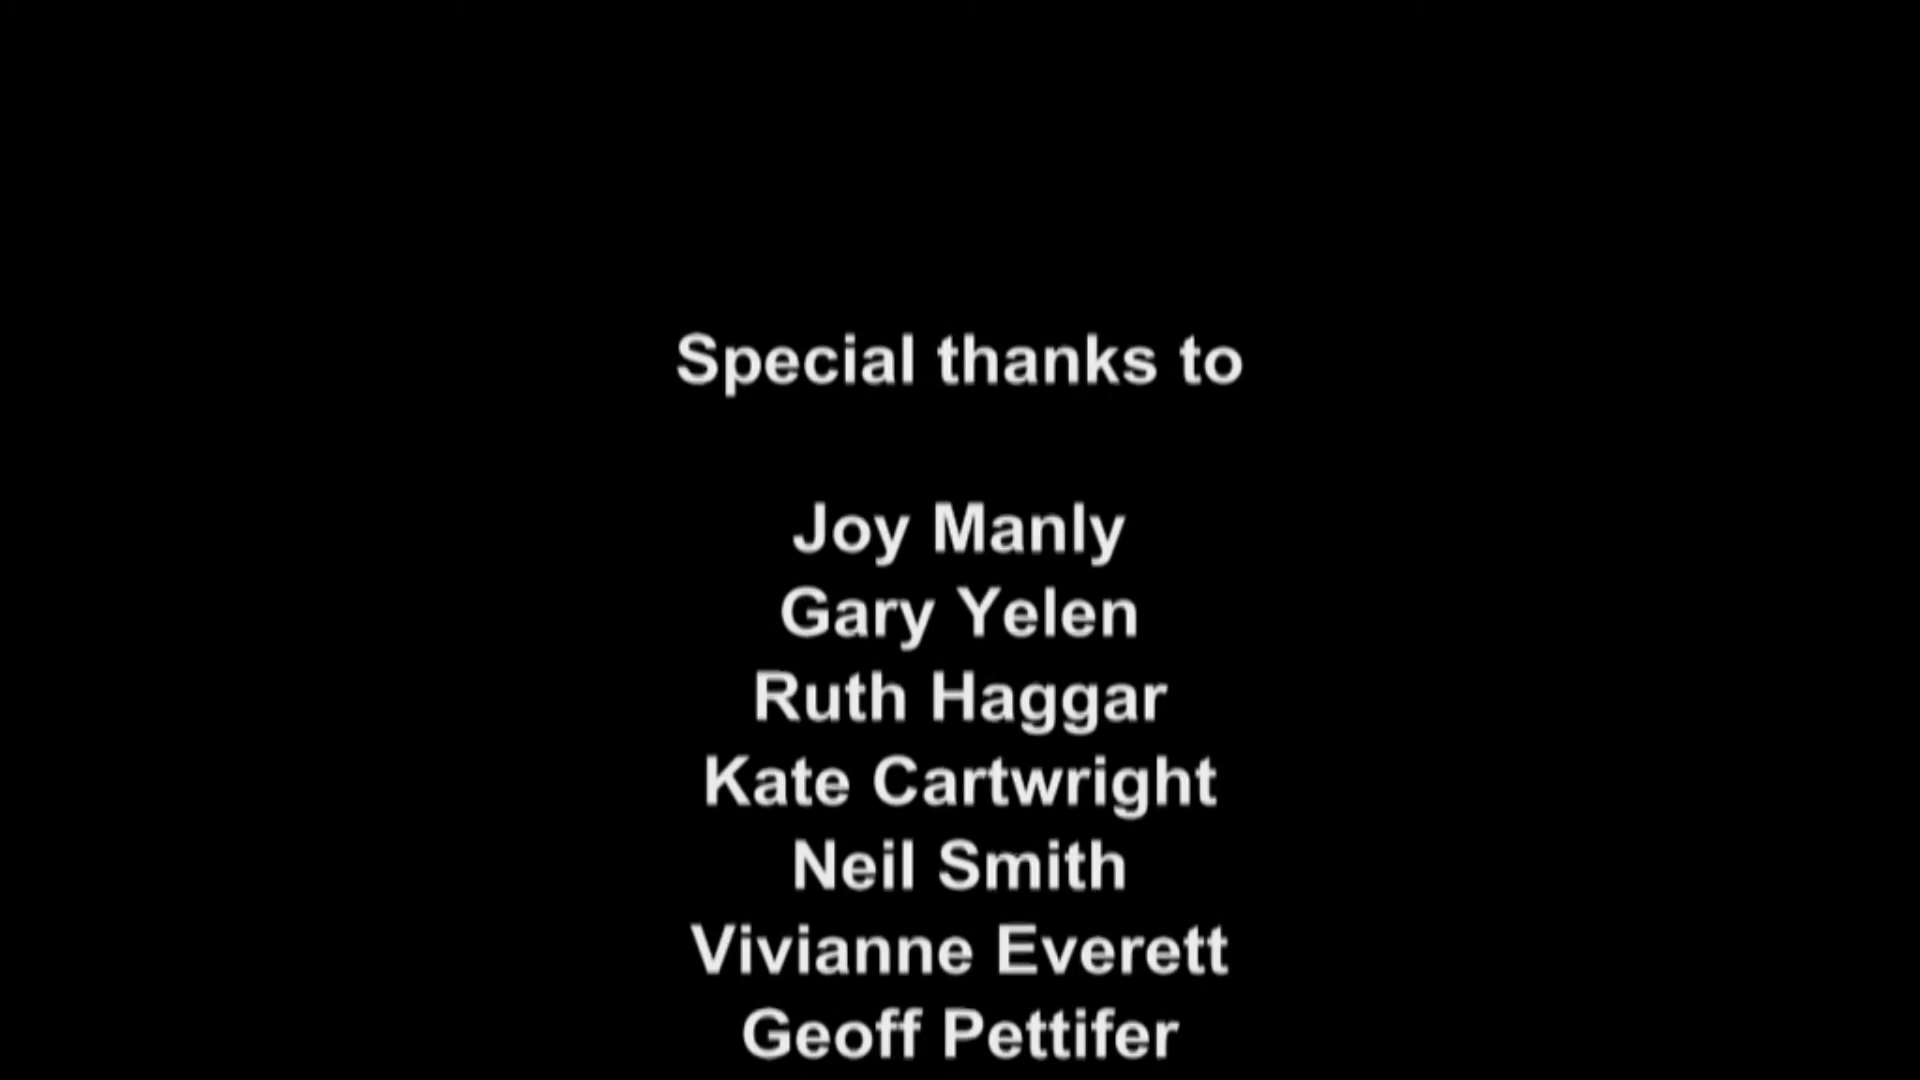 Special thanks to
Joy Manly
Gary Yelen
Ruth Haggar
Kate Cartwright
Neil Smith
Vivianne Everett
Geoff Pettifer